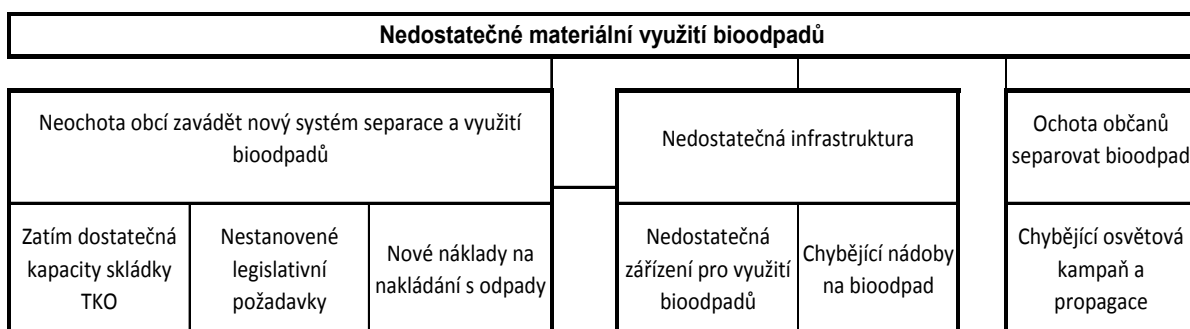 Nedostatečné materiální využití bioodpadů
Neochota obcí zavádět nový systém separace a využití
bioodpadů
Nedostatečná infrastruktura
Ochota občanů
separovat bioodpad
Zatím dostatečná
kapacity skládky
TKO
Nestanovené
legislativní
požadavky
Nové náklady na
nakládání s odpady
Nedostatečná
zářízení pro využití
bioodpadů
Chybějící nádoby
na bioodpad
Chybějící osvětová
kampaň a
propagace